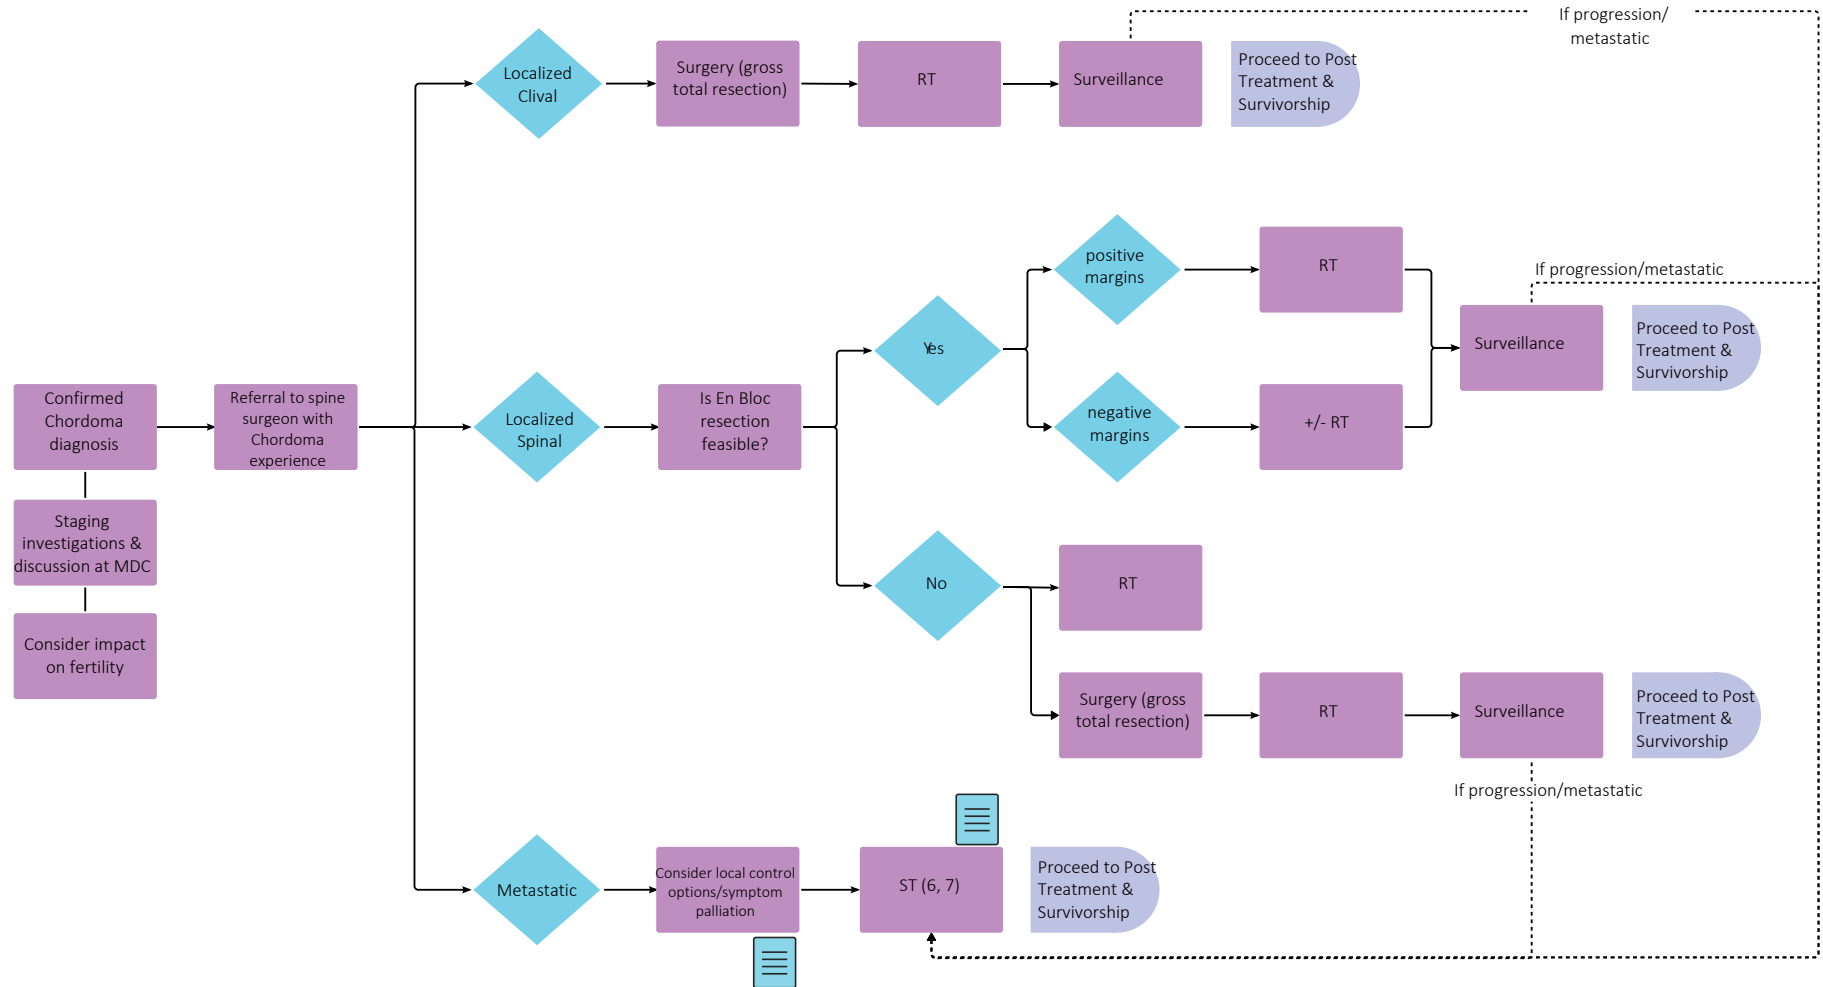 If progression/
metastatic
Localized
Clival
Surgery (gross
total resection)
RT
Surveillance
Proceed to Post
Treatment &
Survivorship
positive
margins
RT
If progression/metastatic
Yes
Surveillance
Proceed to Post
Treatment &
Survivorship
Confirmed
Chordoma
diagnosis
Referral to spine
surgeon with
Chordoma
experience
Localized
Spinal
Is En Bloc
resection
feasible?
negative
margins
+/- RT
Staging
investigations &
discussion at MDC
Consider impact
on fertility
No
RT
Surgery (gross
total resection)
RT
Surveillance
Proceed to Post
Treatment &
Survivorship
If progression/metastatic
Metastatic
Consider local control
options/symptom
palliation
ST (6, 7)
Proceed to Post
Treatment &
Survivorship